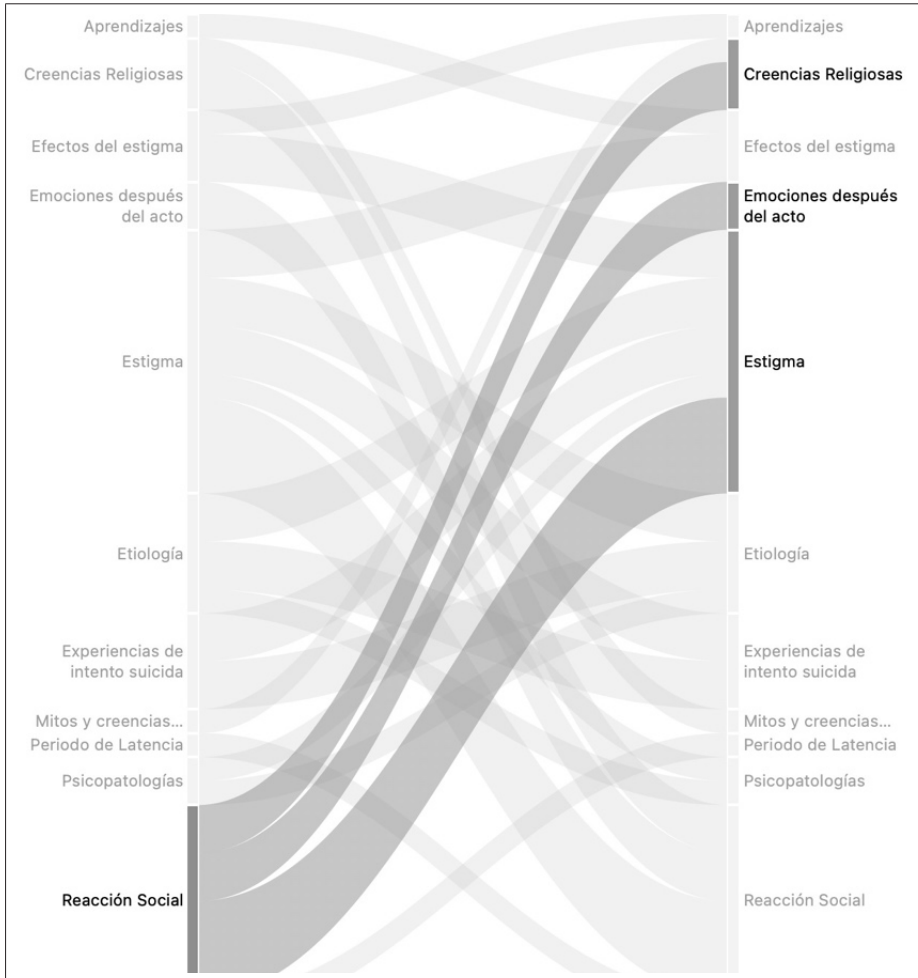 Aprendizajes
Creencias Religiosas
Efectos del estigma
Emociones después
del acto
Estigma
Etiología
Experiencias de
intento suicida
Mitos y creencias...
Periodo de Latencia
Psicopatologías
Reacción Social
Aprendizajes
Creencias Religiosas
Efectos del estigma
Emociones después
del acto
Estigma
Etiología
Experiencias de
intento suicida
Mitos y creencias...
Periodo de Latencia
Psicopatologías
Reacción Social